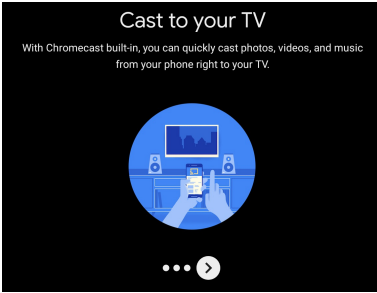 Cast to your TV
With Chromecast built-in, you can quickly cast photos, videos, and music
from your phone right to your TV.